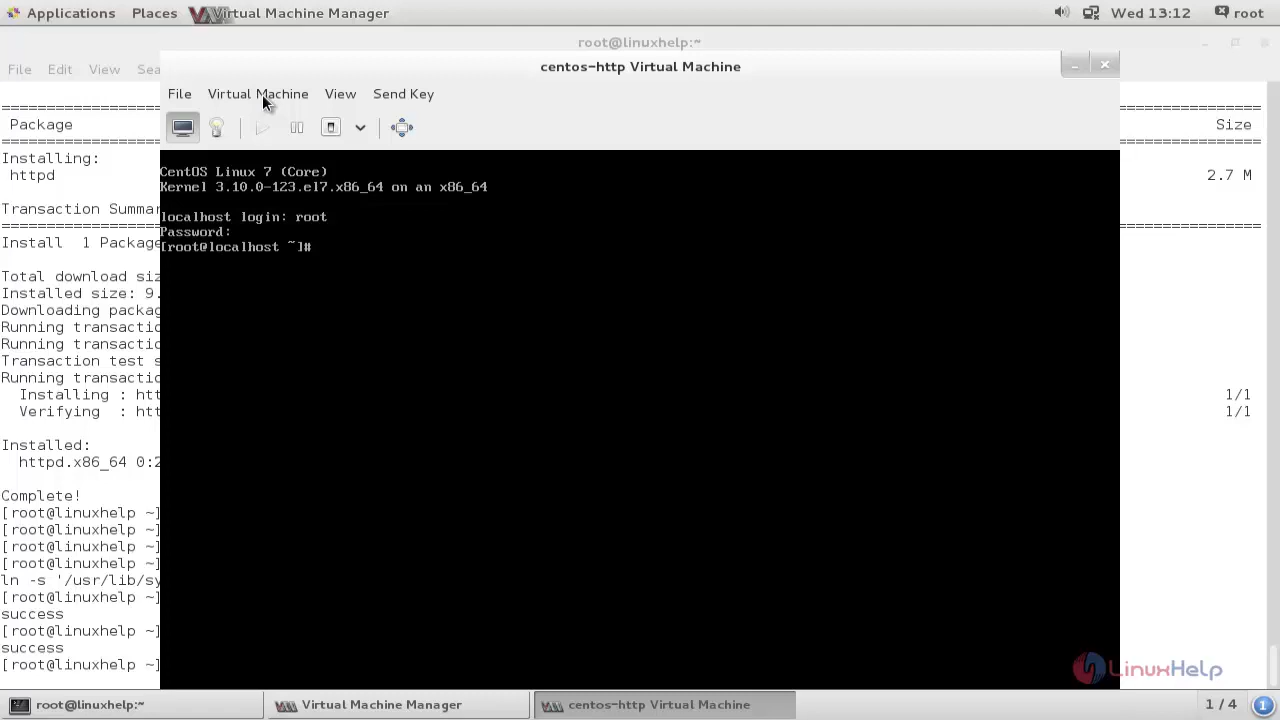 Applications Places Virtual Machine Manager Wed 13:12 root
root@linuxhelp:~
centos-http Virtual Machine
File Edit View Sea
File Virtual Machine View Send Key
Package Size
Installing:
httpd 2.7 M
Transaction Summar
Install 1 Package
Total download siz
Installed size: 9.
Downloading packag
Running transactio
Running transactio
Transaction test s
Running transactio
Installing : htt 1/1
Verifying : htt 1/1
Installed:
httpd.x86_64 0:2
Complete!
[root@linuxhelp ~]
[root@linuxhelp ~]
[root@linuxhelp ~]
[root@linuxhelp ~]
ln -s '/usr/lib/sy
[root@linuxhelp ~]
success
[root@linuxhelp ~]
success
[root@linuxhelp ~]
CentOS Linux 7 (Core)
Kernel 3.10.0-123.el7.x86_64 on an x86_64
localhost login: root
Password:
[root@localhost ~]#
LinuxHelp
root@linuxhelp:~ Virtual Machine Manager centos-http Virtual Machine 1 / 4 1